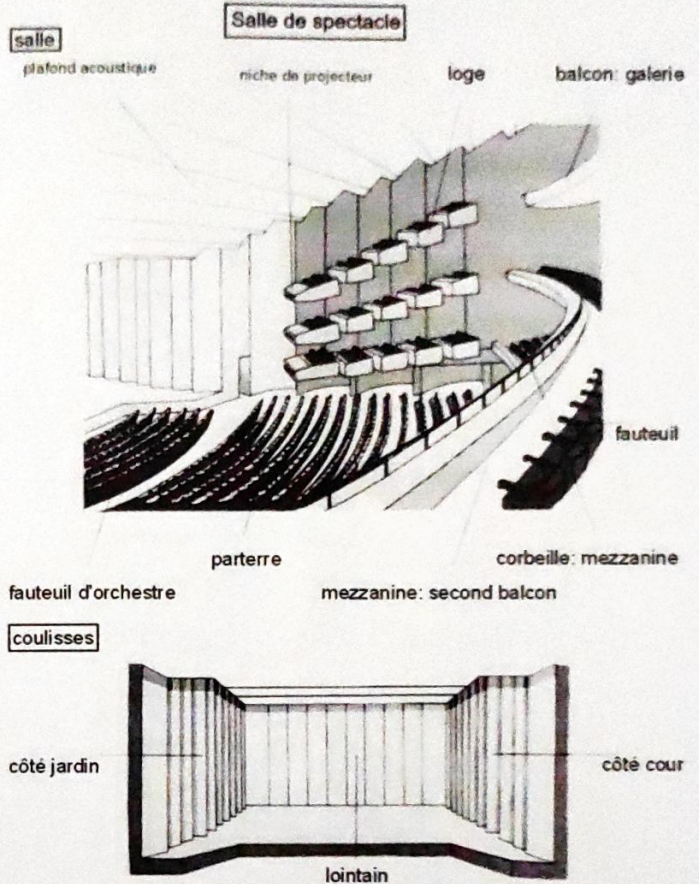 Salle de spectacle
salle
plafond acoustique
niche de projecteur
loge
balcon: galerie
fauteuil
parterre
corbeille: mezzanine
fauteuil d'orchestre
mezzanine: second balcon
coulisses
côté jardin
côté cour
lointain